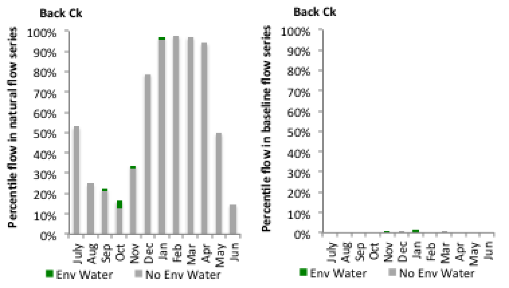 Back Ck
Percentile flow in natural flow series
100%
90%
80%
70%
60%
50%
40%
30%
20%
10%
0%
July Aug Sep Oct Nov Dec Jan Feb Mar Apr May Jun
Env Water No Env Water
Back Ck
Percentile flow in baseline flow series
100%
90%
80%
70%
60%
50%
40%
30%
20%
10%
0%
July Aug Sep Oct Nov Dec Jan Feb Mar Apr May Jun
Env Water No Env Water